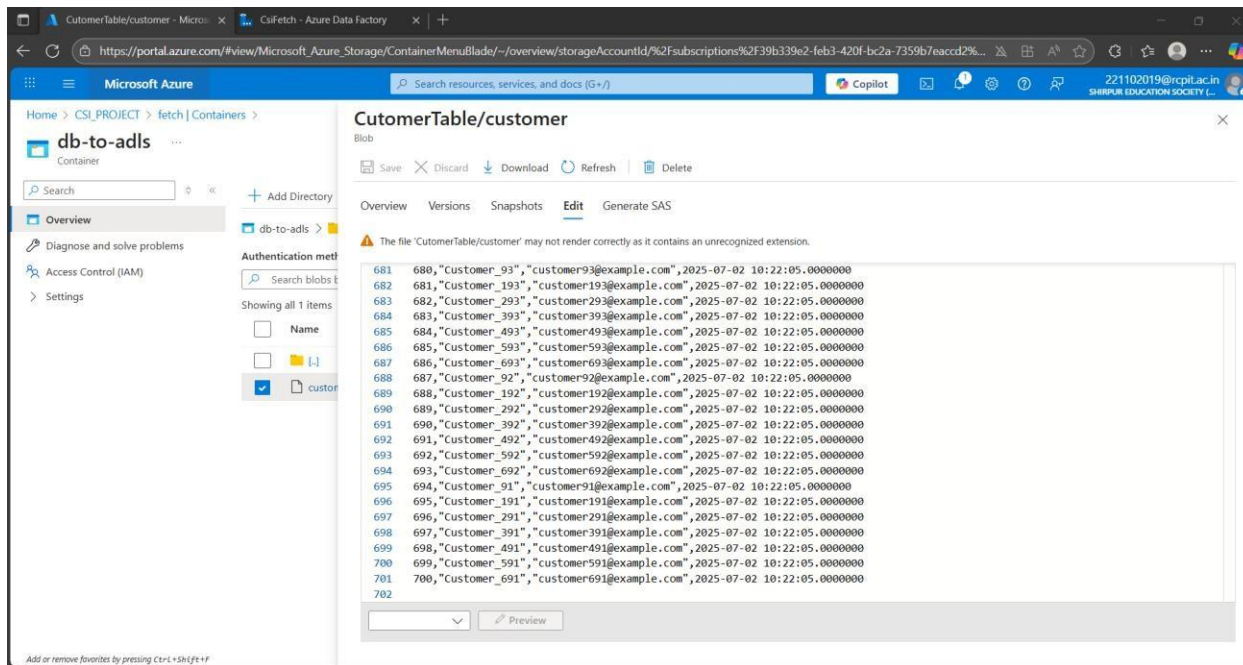 CutomerTable/customer - Micros
CsiFetch - Azure Data Factory
https://portal.azure.com/#view/Microsoft_Azure_Storage/ContainerMenuBlade/~/overview/storageAccountId/%2Fsubscriptions%2F39b339e2-feb3-420f-bc2a-7359b7eaccd2%...
Microsoft Azure
Search resources, services, and docs (G+/)
Copilot
1
221102019@rcpit.ac.in
SHIRPUR EDUCATION SOCIETY (...
Home > CSI_PROJECT > fetch | Containers >
db-to-adls ...
Container
Search
Overview
Diagnose and solve problems
Access Control (IAM)
Settings
Add or remove favorites by pressing Ctrl+Shift+F
Add Directory
db-to-adls >
Authentication meth
Search blobs b
Showing all 1 items
Name
[..]
custor
CutomerTable/customer
Blob
Save Discard Download Refresh Delete
Overview Versions Snapshots Edit Generate SAS
The file 'CutomerTable/customer' may not render correctly as it contains an unrecognized extension.
681 680,"Customer_93","customer93@example.com",2025-07-02 10:22:05.0000000
682 681,"Customer_193","customer193@example.com",2025-07-02 10:22:05.0000000
683 682,"Customer_293","customer293@example.com",2025-07-02 10:22:05.0000000
684 683,"Customer_393","customer393@example.com",2025-07-02 10:22:05.0000000
685 684,"Customer_493","customer493@example.com",2025-07-02 10:22:05.0000000
686 685,"Customer_593","customer593@example.com",2025-07-02 10:22:05.0000000
687 686,"Customer_693","customer693@example.com",2025-07-02 10:22:05.0000000
688 687,"Customer_92","customer92@example.com",2025-07-02 10:22:05.0000000
689 688,"Customer_192","customer192@example.com",2025-07-02 10:22:05.0000000
690 689,"Customer_292","customer292@example.com",2025-07-02 10:22:05.0000000
691 690,"Customer_392","customer392@example.com",2025-07-02 10:22:05.0000000
692 691,"Customer_492","customer492@example.com",2025-07-02 10:22:05.0000000
693 692,"Customer_592","customer592@example.com",2025-07-02 10:22:05.0000000
694 693,"Customer_692","customer692@example.com",2025-07-02 10:22:05.0000000
695 694,"Customer_91","customer91@example.com",2025-07-02 10:22:05.0000000
696 695,"Customer_191","customer191@example.com",2025-07-02 10:22:05.0000000
697 696,"Customer_291","customer291@example.com",2025-07-02 10:22:05.0000000
698 697,"Customer_391","customer391@example.com",2025-07-02 10:22:05.0000000
699 698,"Customer_491","customer491@example.com",2025-07-02 10:22:05.0000000
700 699,"Customer_591","customer591@example.com",2025-07-02 10:22:05.0000000
701 700,"Customer_691","customer691@example.com",2025-07-02 10:22:05.0000000
702
Preview